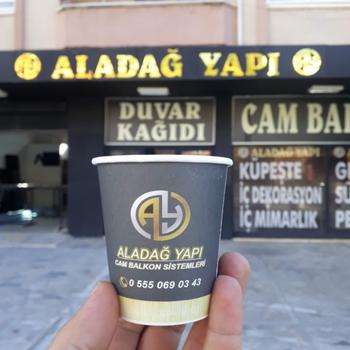 ALADAĞ YAPI
DUVAR
KAĞIDI
CAM
ALADAĞ YAPI
KÜPEŞTE
İÇ DEKORASYON
İÇ MİMARLIK
AY
ALADAĞ YAPI
CAM BALKON SİSTEMLERİ
0 555 069 03 43